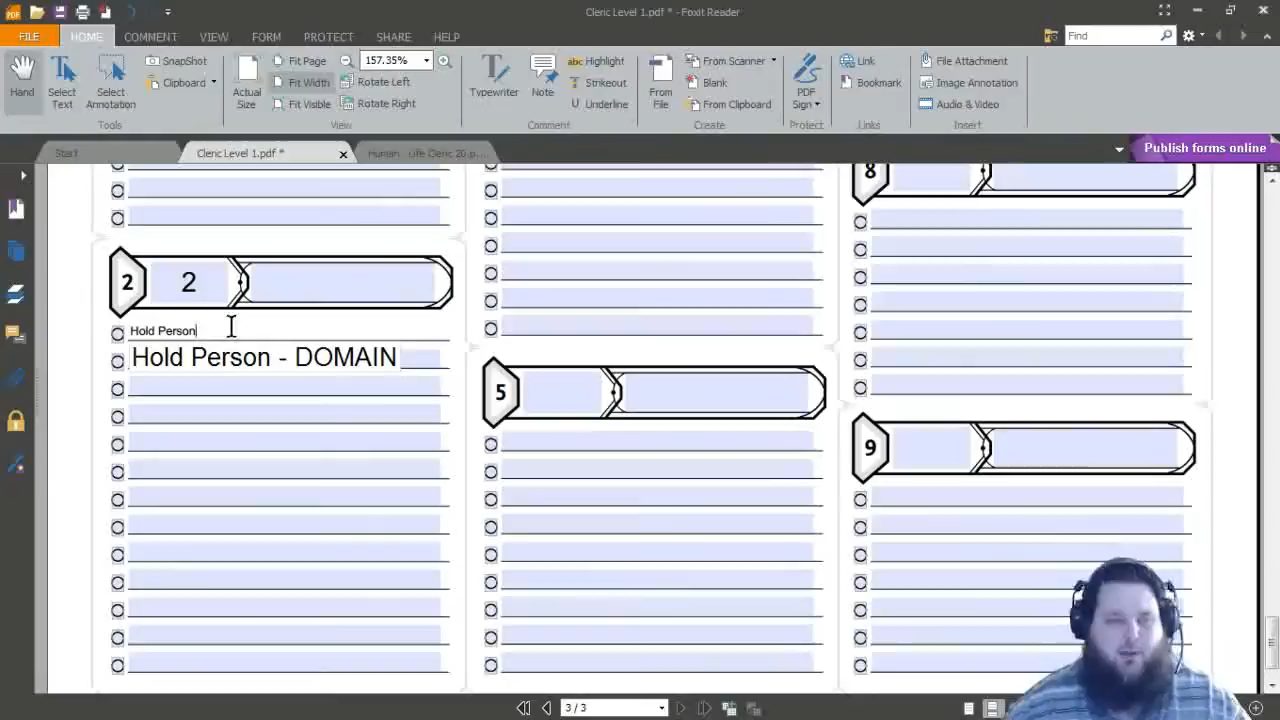 Cleric Level 1.pdf * - Foxit Reader
FILE
HOME
COMMENT
VIEW
FORM
PROTECT
SHARE
HELP
Find
Hand
Select
Text
Select
Annotation
SnapShot
Clipboard
Tools
Actual
Size
Fit Page
Fit Width
Fit Visible
157.35%
Rotate Left
Rotate Right
View
Typewriter
Note
Highlight
Strikeout
Underline
Comment
From
File
From Scanner
Blank
From Clipboard
Create
PDF
Sign
Protect
Link
Bookmark
Links
File Attachment
Image Annotation
Audio & Video
Insert
Start
Cleric Level 1.pdf *
Human - Life Cleric 20.p...
Publish forms online
2
2
Hold Person
Hold Person - DOMAIN
5
8
9
3 / 3